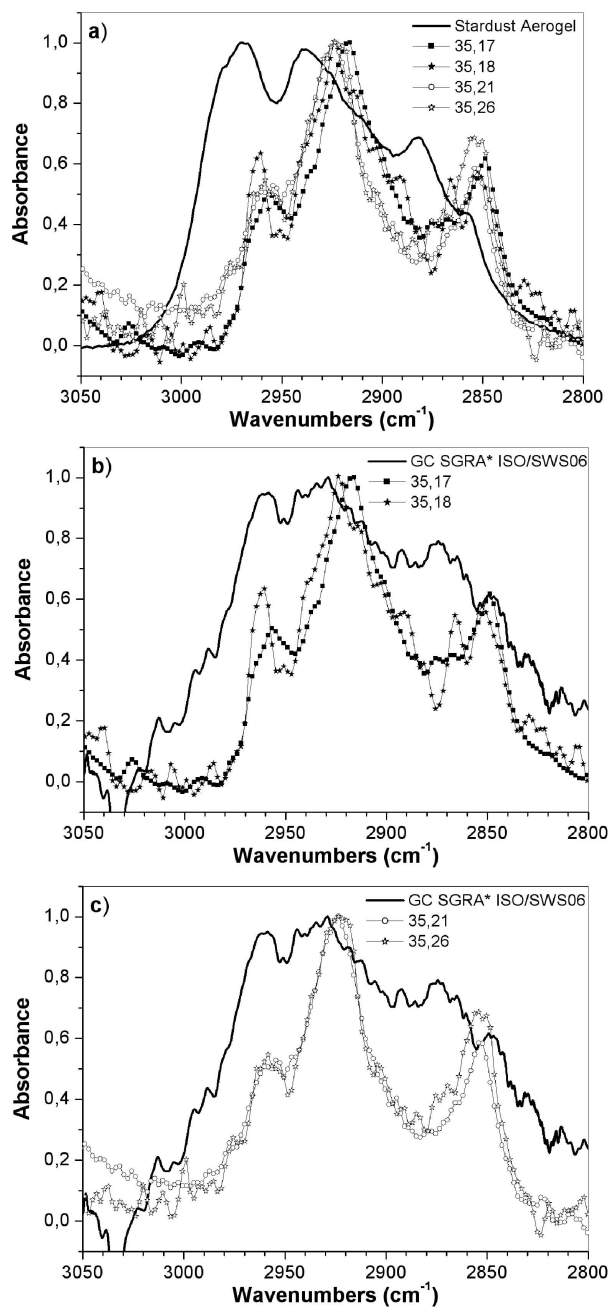 a)
Stardust Aerogel
35,17
35,18
35,21
35,26
Absorbance
1,0
0,8
0,6
0,4
0,2
0,0
3050 3000 2950 2900 2850 2800
Wavenumbers (cm⁻¹)
b)
GC SGRA* ISO/SWS06
35,17
35,18
Absorbance
1,0
0,8
0,6
0,4
0,2
0,0
3050 3000 2950 2900 2850 2800
Wavenumbers (cm⁻¹)
c)
GC SGRA* ISO/SWS06
35,21
35,26
Absorbance
1,0
0,8
0,6
0,4
0,2
0,0
3050 3000 2950 2900 2850 2800
Wavenumbers (cm⁻¹)